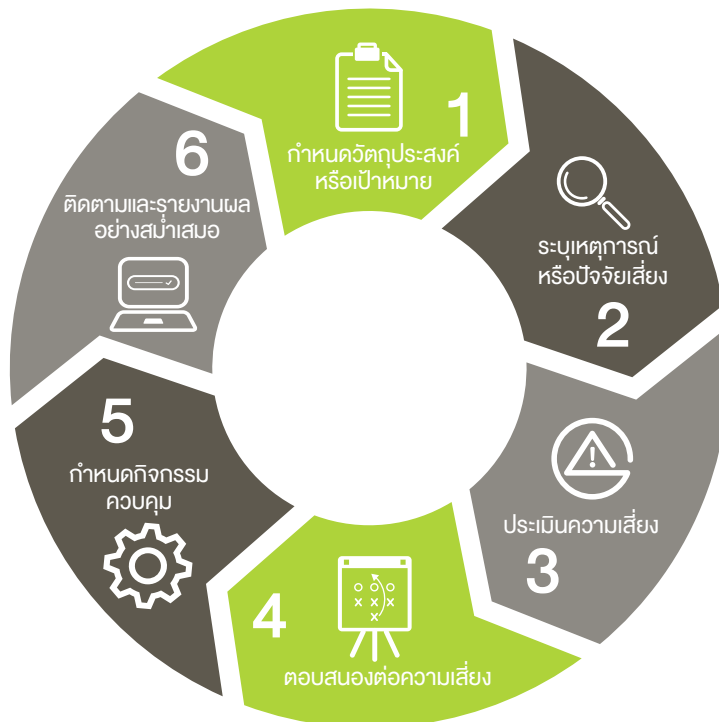 1
กำหนดวัตถุประสงค์
หรือเป้าหมาย
ระบุเหตุการณ์
หรือปัจจัยเสี่ยง
2
ประเมินความเสี่ยง
3
4
ตอบสนองต่อความเสี่ยง
5
กำหนดกิจกรรม
ควบคุม
6
ติดตามและรายงานผล
อย่างสม่ำเสมอ